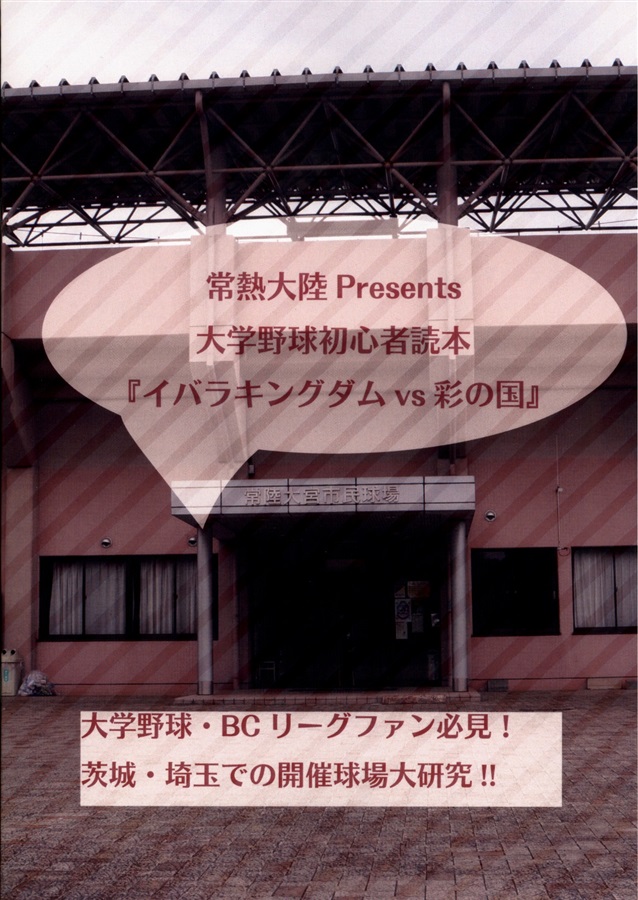 常熱大陸 Presents
大学野球初心者読本
『イバラキングダム vs 彩の国』
常陸大宮市民球場
大学野球・BC リーグファン必見！
茨城・埼玉での開催球場大研究 !!